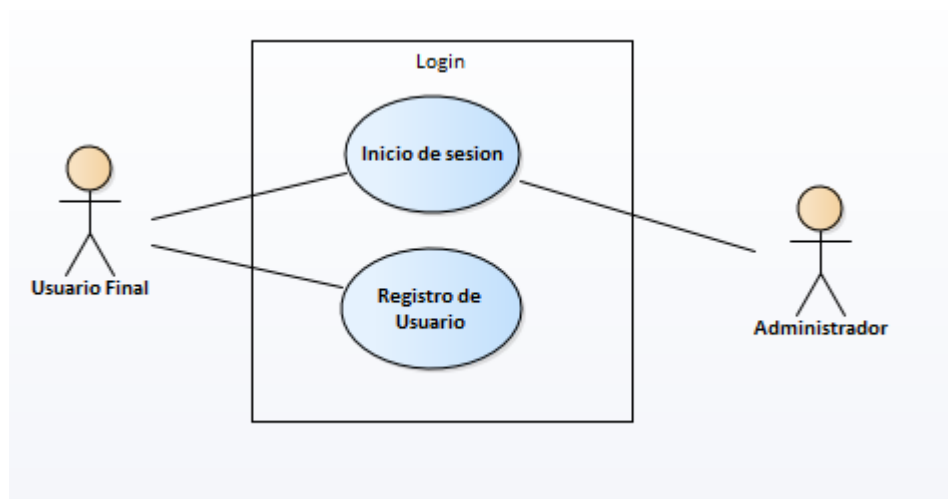 Login
Inicio de sesion
Usuario Final
Registro de
Usuario
Administrador